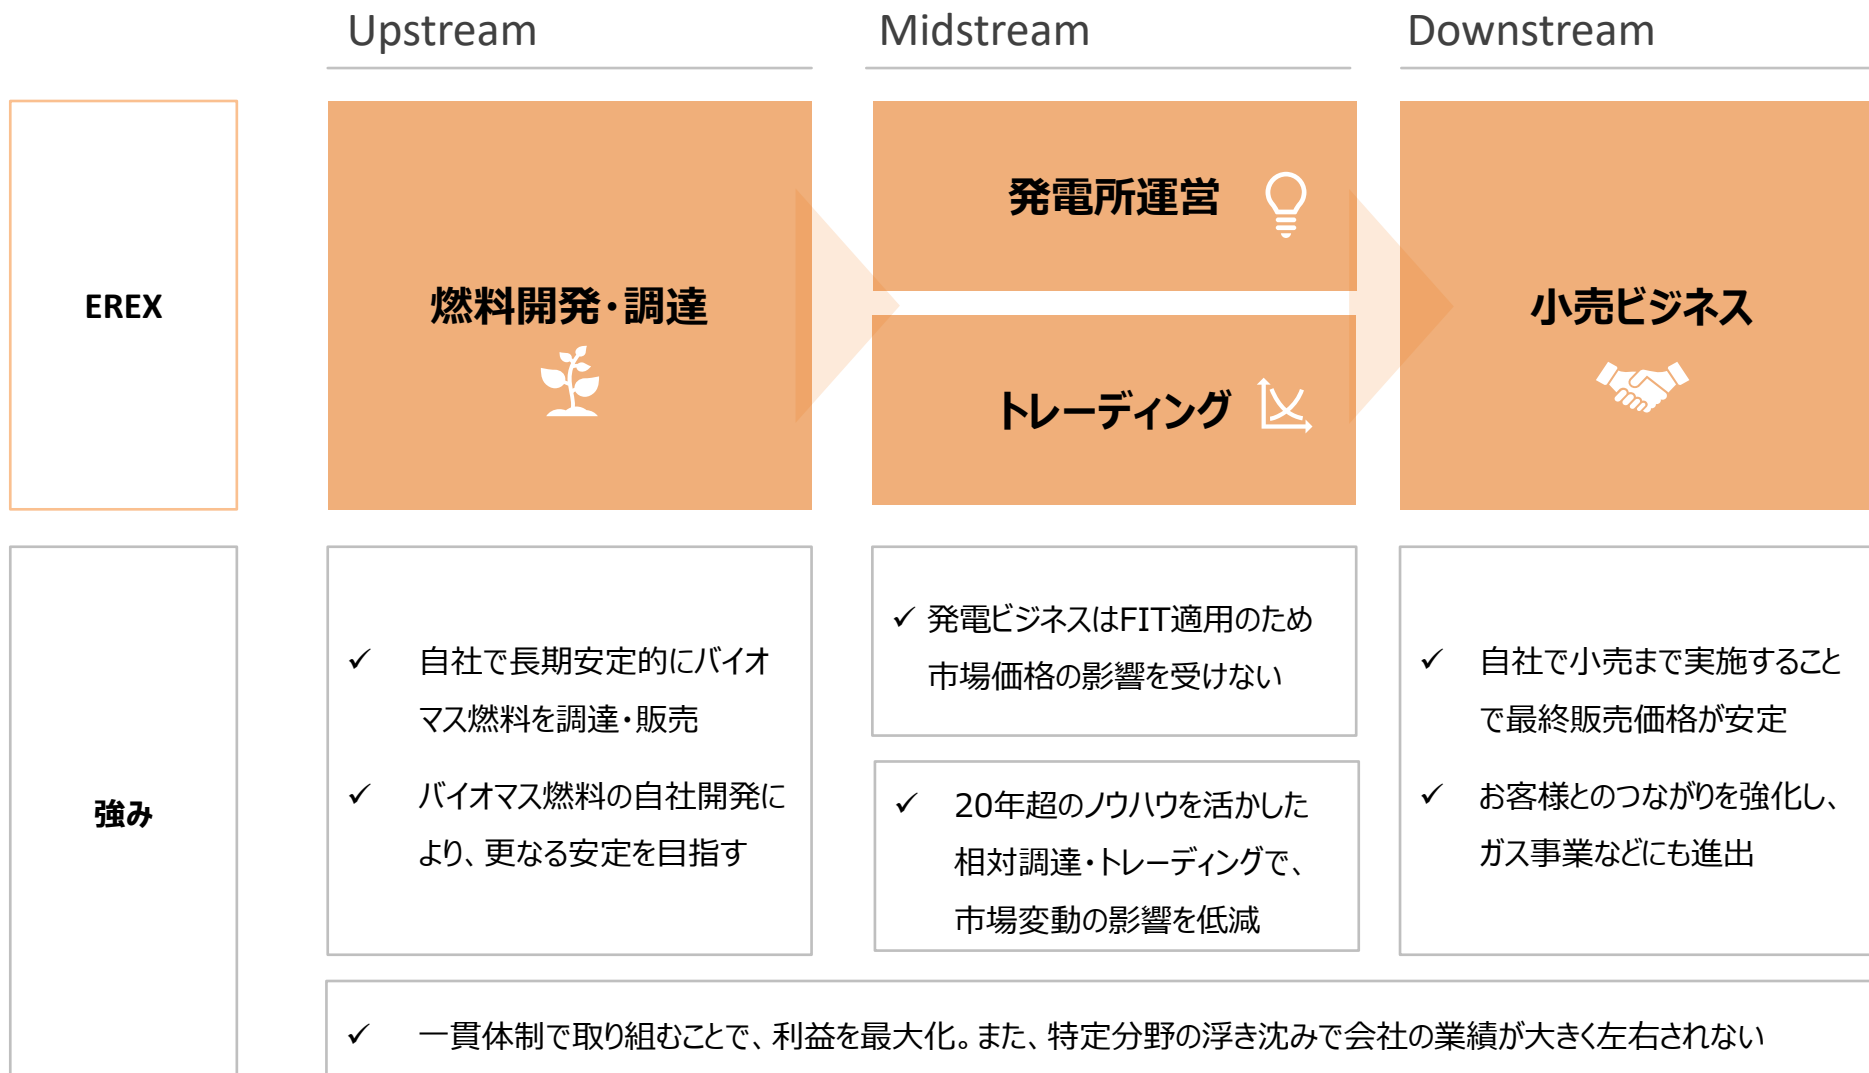 Upstream
Midstream
Downstream
EREX
燃料開発・調達
発電所運営
トレーディング
小売ビジネス
強み
✓ 自社で長期安定的にバイオ
マス燃料を調達・販売
✓ バイオマス燃料の自社開発に
より、更なる安定を目指す
✓ 発電ビジネスはFIT適用のため
市場価格の影響を受けない
✓ 20年超のノウハウを活かした
相対調達・トレーディングで、
市場変動の影響を低減
✓ 自社で小売まで実施すること
で最終販売価格が安定
✓ お客様とのつながりを強化し、
ガス事業などにも進出
✓ 一貫体制で取り組むことで、利益を最大化。また、特定分野の浮き沈みで会社の業績が大きく左右されない